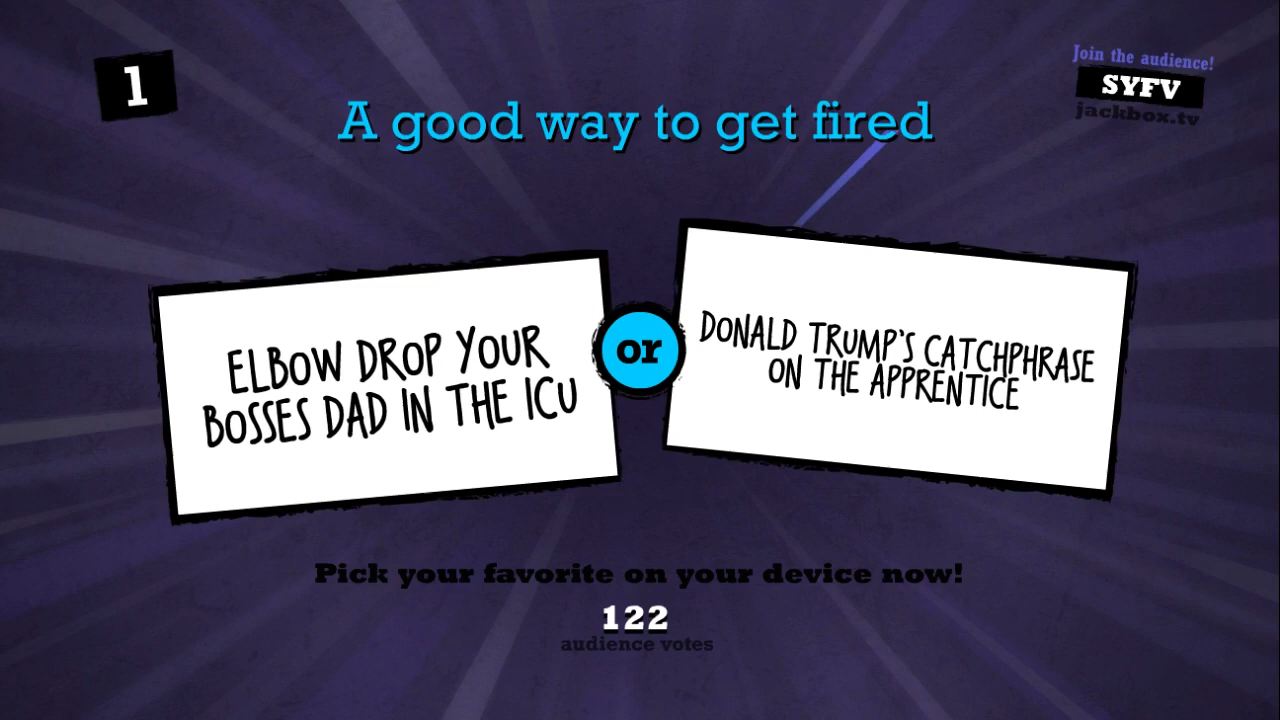 1
Join the audience!
SYFV
jackbox.tv
A good way to get fired
ELBOW DROP YOUR
BOSSES DAD IN THE ICU
or
DONALD TRUMP'S CATCHPHRASE
ON THE APPRENTICE
Pick your favorite on your device now!
122
audience votes